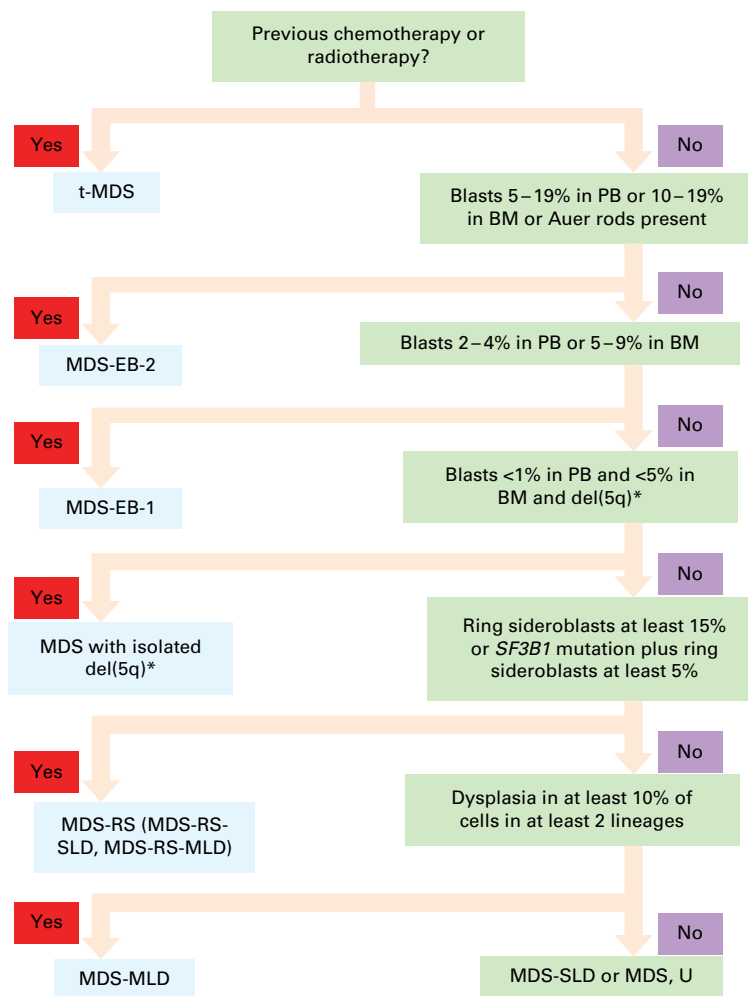 Previous chemotherapy or
radiotherapy?
Yes
No
t-MDS
Blasts 5–19% in PB or 10–19%
in BM or Auer rods present
Yes
No
MDS-EB-2
Blasts 2–4% in PB or 5–9% in BM
Yes
No
MDS-EB-1
Blasts <1% in PB and <5% in
BM and del(5q)*
Yes
No
MDS with isolated
del(5q)*
Ring sideroblasts at least 15%
or SF3B1 mutation plus ring
sideroblasts at least 5%
Yes
No
MDS-RS (MDS-RS-
SLD, MDS-RS-MLD)
Dysplasia in at least 10% of
cells in at least 2 lineages
Yes
No
MDS-MLD
MDS-SLD or MDS, U